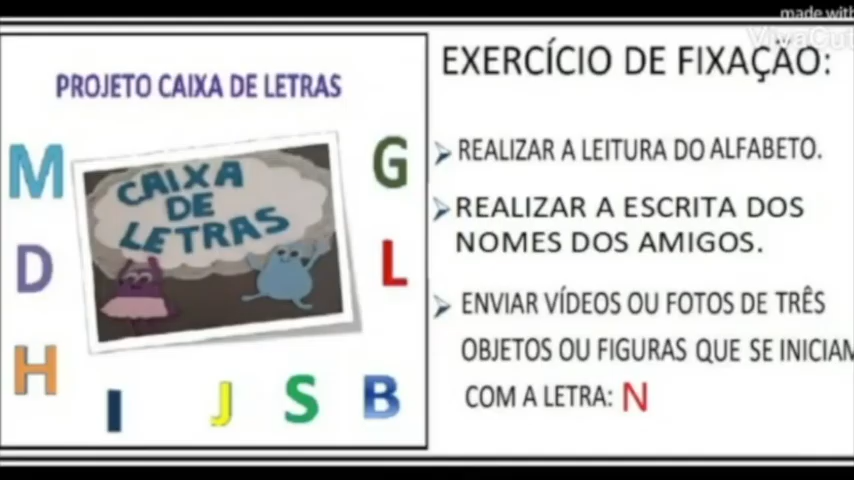 made with
VivaCut
PROJETO CAIXA DE LETRAS
M
G
CAIXA
DE
LETRAS
D
L
H
I
J
S
B
EXERCÍCIO DE FIXAÇÃO:
REALIZAR A LEITURA DO ALFABETO.
REALIZAR A ESCRITA DOS
NOMES DOS AMIGOS.
ENVIAR VÍDEOS OU FOTOS DE TRÊS
OBJETOS OU FIGURAS QUE SE INICIAM
COM A LETRA: N